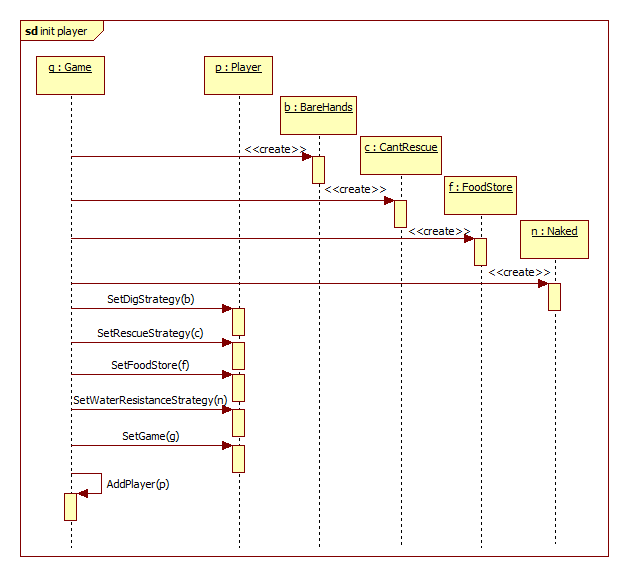 sd init player
g : Game
p : Player
b : BareHands
c : CantRescue
f : FoodStore
n : Naked
<<create>>
<<create>>
<<create>>
<<create>>
SetDigStrategy(b)
SetRescueStrategy(c)
SetFoodStore(f)
SetWaterResistanceStrategy(n)
SetGame(g)
AddPlayer(p)